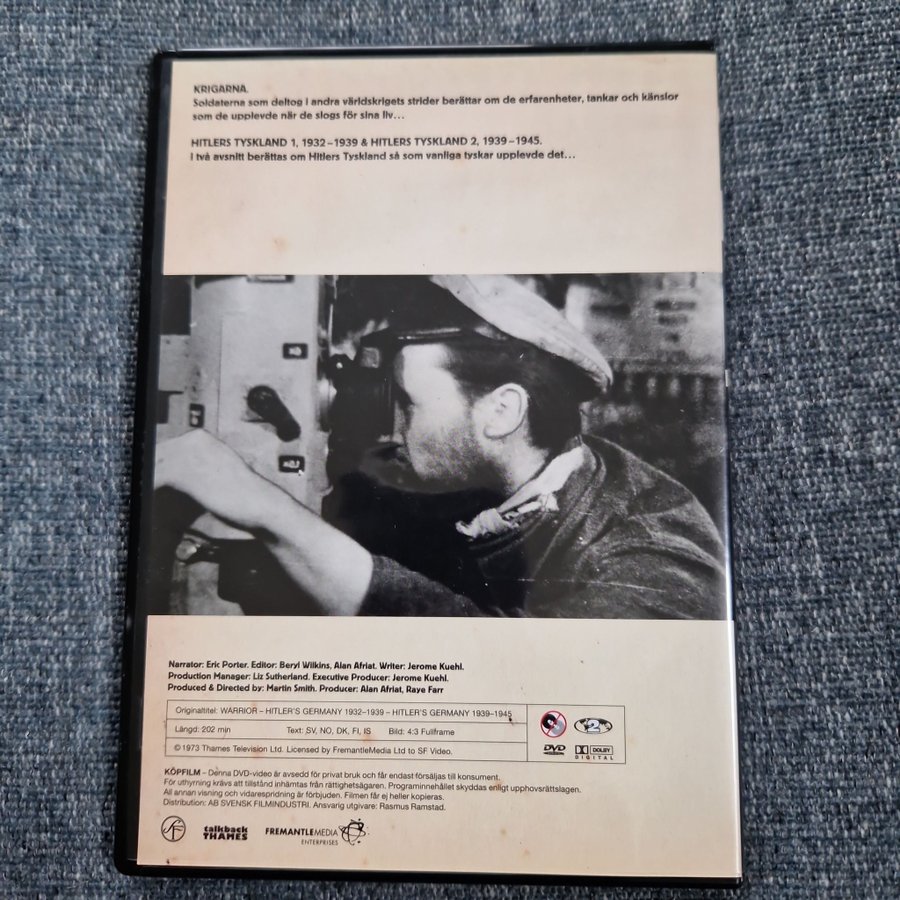 KRIGARNA.
Soldaterna som deltog i andra världskrigets strider berättar om de erfarenheter, tankar och känslor
som de upplevde när de slogs för sina liv...
HITLERS TYSKLAND 1, 1932–1939 & HITLERS TYSKLAND 2, 1939–1945.
I två avsnitt berättas om Hitlers Tyskland så som vanliga tyskar upplevde det...
Narrator: Eric Porter. Editor: Beryl Wilkins, Alan Afriat. Writer: Jerome Kuehl.
Production Manager: Liz Sutherland. Executive Producer: Jerome Kuehl.
Produced & Directed by: Martin Smith. Producer: Alan Afriat, Raye Farr
Originaltitel: WARRIOR – HITLER'S GERMANY 1932–1939 – HITLER'S GERMANY 1939–1945
Längd: 202 min Text: SV, NO, DK, FI, IS Bild: 4:3 Fullframe
© 1973 Thames Television Ltd. Licensed by FremantleMedia Ltd to SF Video.
2
DVD VIDEO DOLBY DIGITAL
KÖPFILM – Denna DVD-video är avsedd för privat bruk och får endast försäljas till konsument.
För uthyrning krävs att tillstånd inhämtas från rättighetsägaren. Programinnehållet skyddas enligt upphovsrättslagen.
All annan visning och vidarespridning är förbjuden. Filmen får ej heller kopieras.
Distribution: AB SVENSK FILMINDUSTRI. Ansvarig utgivare: Rasmus Ramstad.
SF talkback THAMES FREMANTLEMEDIA ENTERPRISES